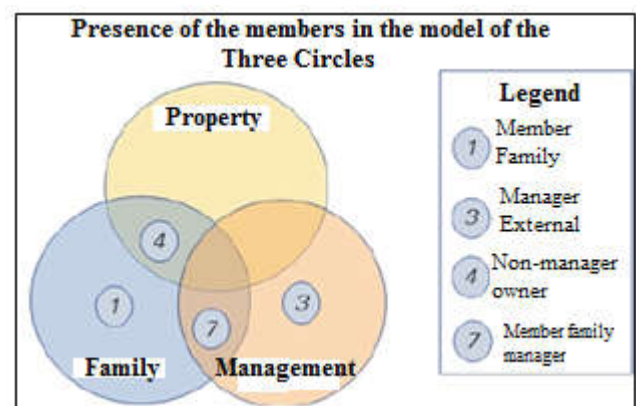 Presence of the members in the model of the
Three Circles
Property
4
1
3
7
Family
Management
Legend
1
Member
Family
3
Manager
External
4
Non-manager
owner
7
Member family
manager